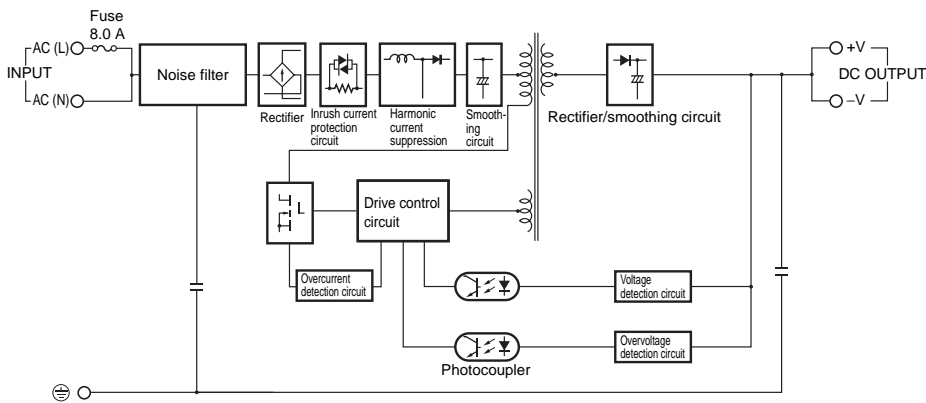 Fuse
8.0 A
AC (L)
INPUT
AC (N)
Noise filter
Rectifier
Inrush current
protection
circuit
Harmonic
current
suppression
Smooth-
ing
circuit
Rectifier/smoothing circuit
+V
DC OUTPUT
–V
Drive control
circuit
Overcurrent
detection circuit
Voltage
detection circuit
Overvoltage
detection circuit
Photocoupler